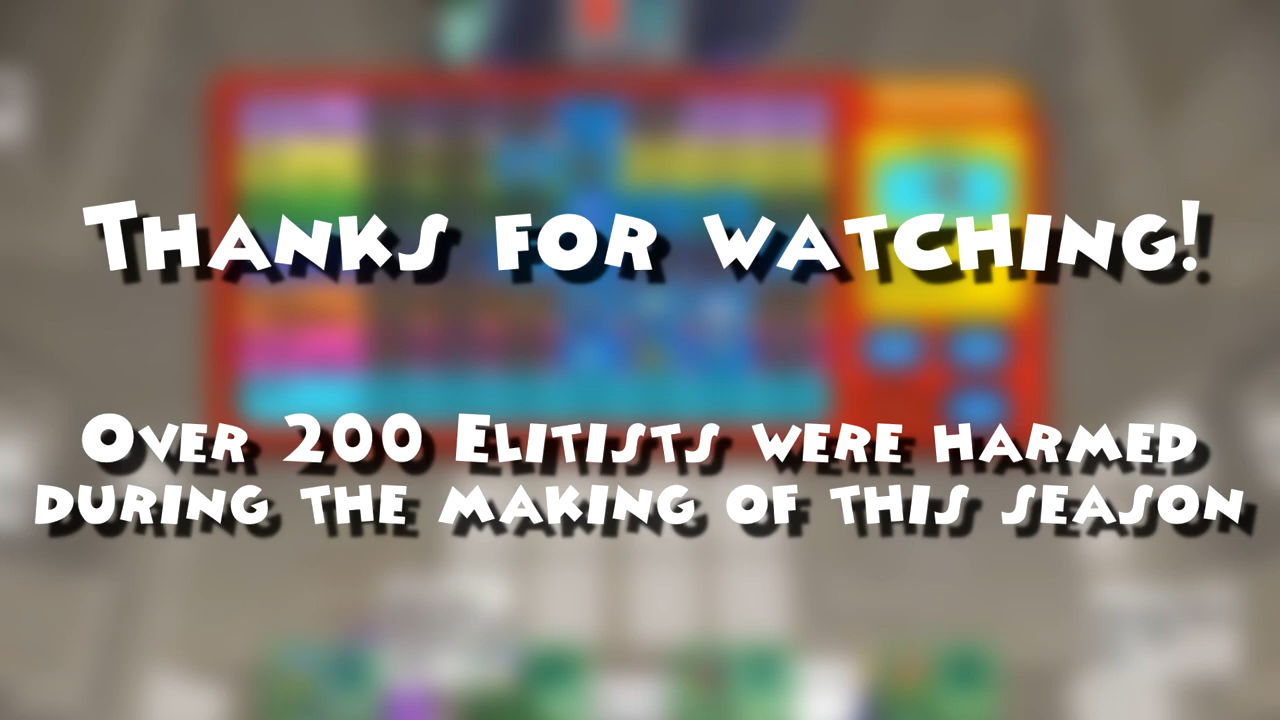 Thanks for watching!
Over 200 Elitists were harmed
during the making of this season